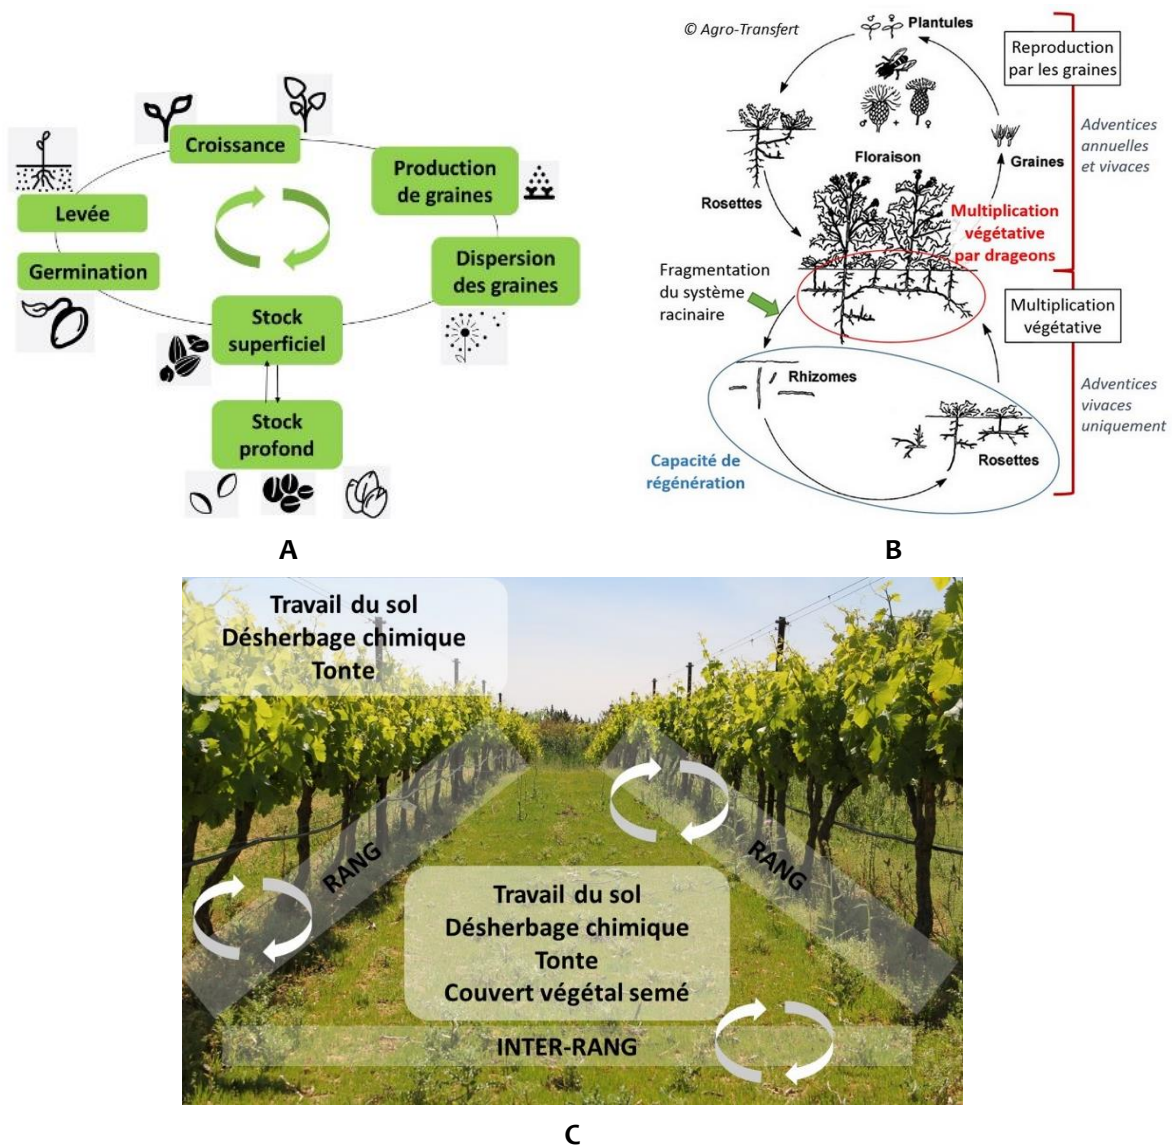 Croissance
Production
de graines
Levée
Germination
Dispersion
des graines
Stock
superficiel
Stock
profond
A
© Agro-Transfert
Plantules
Reproduction
par les graines
♂ ♀
♂ + ♀
Adventices
annuelles
et vivaces
Graines
Floraison
Rosettes
Multiplication
végétative
par drageons
Fragmentation
du système
racinaire
Multiplication
végétative
Rhizomes
Adventices
vivaces
uniquement
Rosettes
Capacité de
régénération
B
Travail du sol
Désherbage chimique
Tonte
RANG
RANG
Travail du sol
Désherbage chimique
Tonte
Couvert végétal semé
INTER-RANG
C